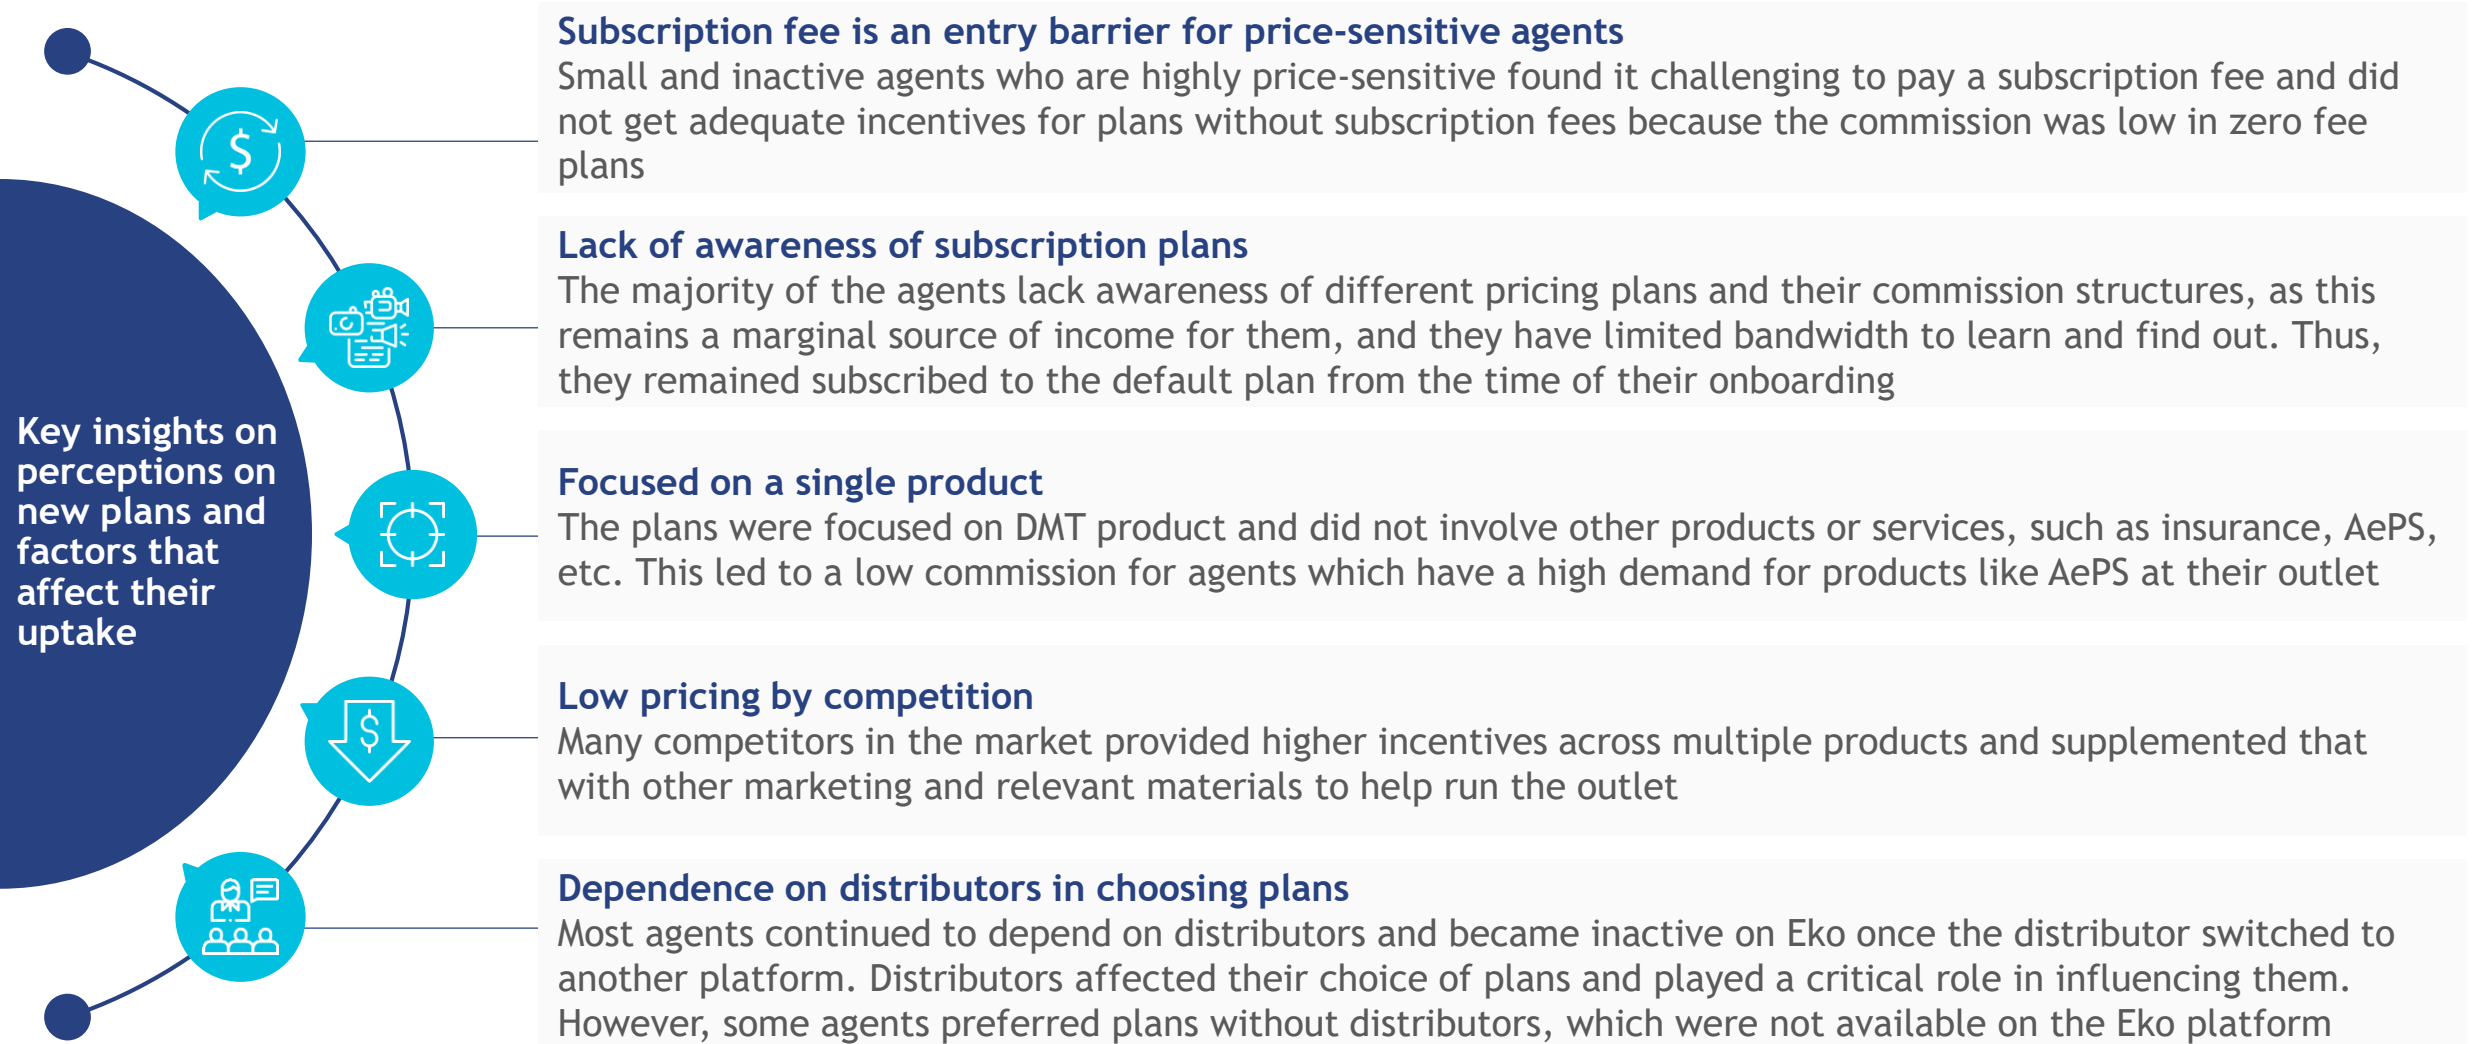 Key insights on
perceptions on
new plans and
factors that
affect their
uptake
Subscription fee is an entry barrier for price-sensitive agents
Small and inactive agents who are highly price-sensitive found it challenging to pay a subscription fee and did
not get adequate incentives for plans without subscription fees because the commission was low in zero fee
plans
Lack of awareness of subscription plans
The majority of the agents lack awareness of different pricing plans and their commission structures, as this
remains a marginal source of income for them, and they have limited bandwidth to learn and find out. Thus,
they remained subscribed to the default plan from the time of their onboarding
Focused on a single product
The plans were focused on DMT product and did not involve other products or services, such as insurance, AePS,
etc. This led to a low commission for agents which have a high demand for products like AePS at their outlet
Low pricing by competition
Many competitors in the market provided higher incentives across multiple products and supplemented that
with other marketing and relevant materials to help run the outlet
Dependence on distributors in choosing plans
Most agents continued to depend on distributors and became inactive on Eko once the distributor switched to
another platform. Distributors affected their choice of plans and played a critical role in influencing them.
However, some agents preferred plans without distributors, which were not available on the Eko platform